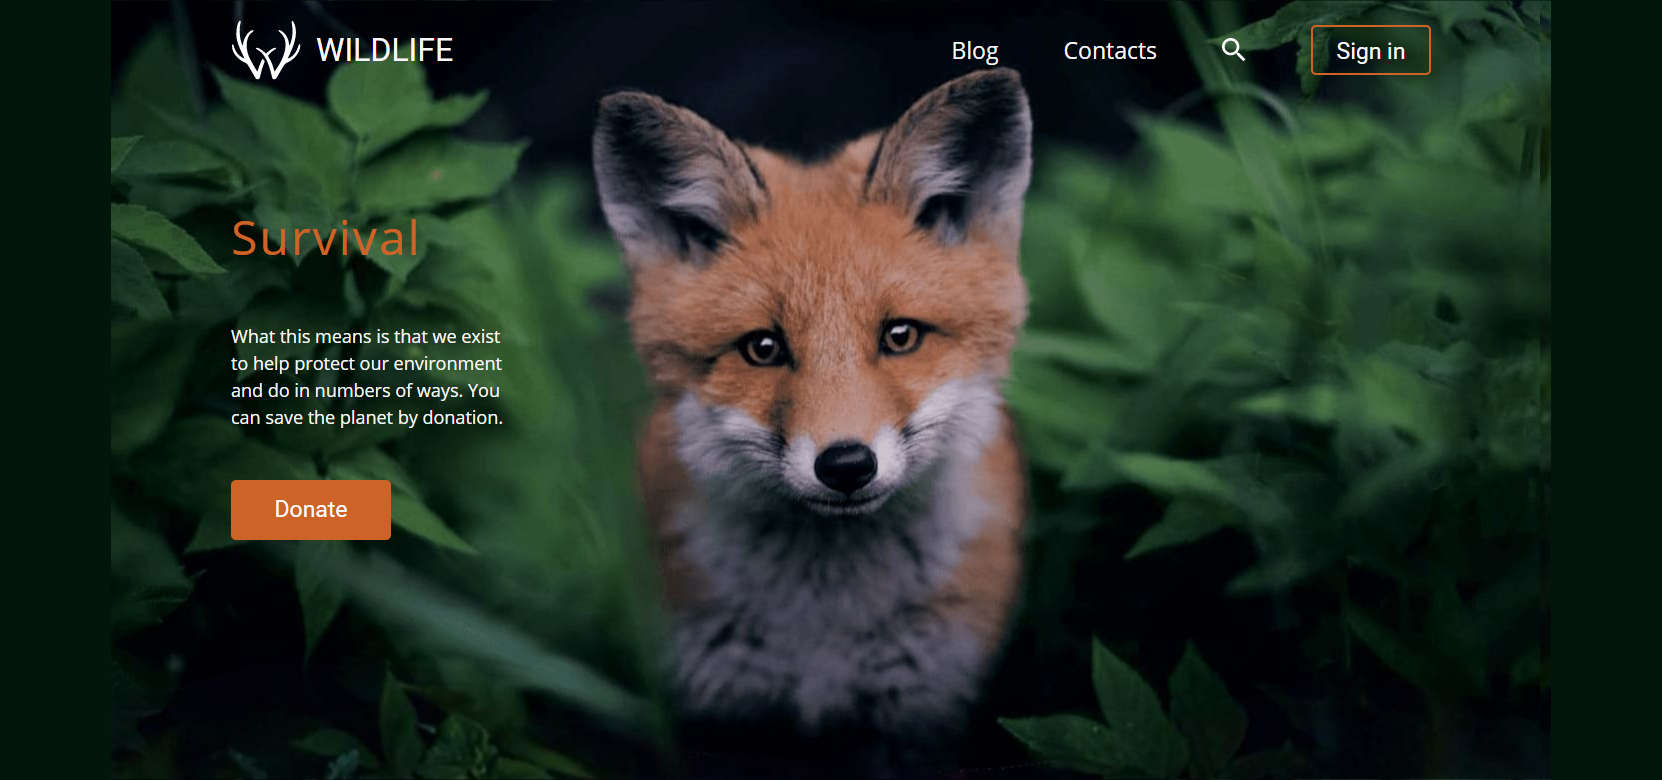 WILDLIFE
Blog
Contacts
Sign in
Survival
What this means is that we exist
to help protect our environment
and do in numbers of ways. You
can save the planet by donation.
Donate